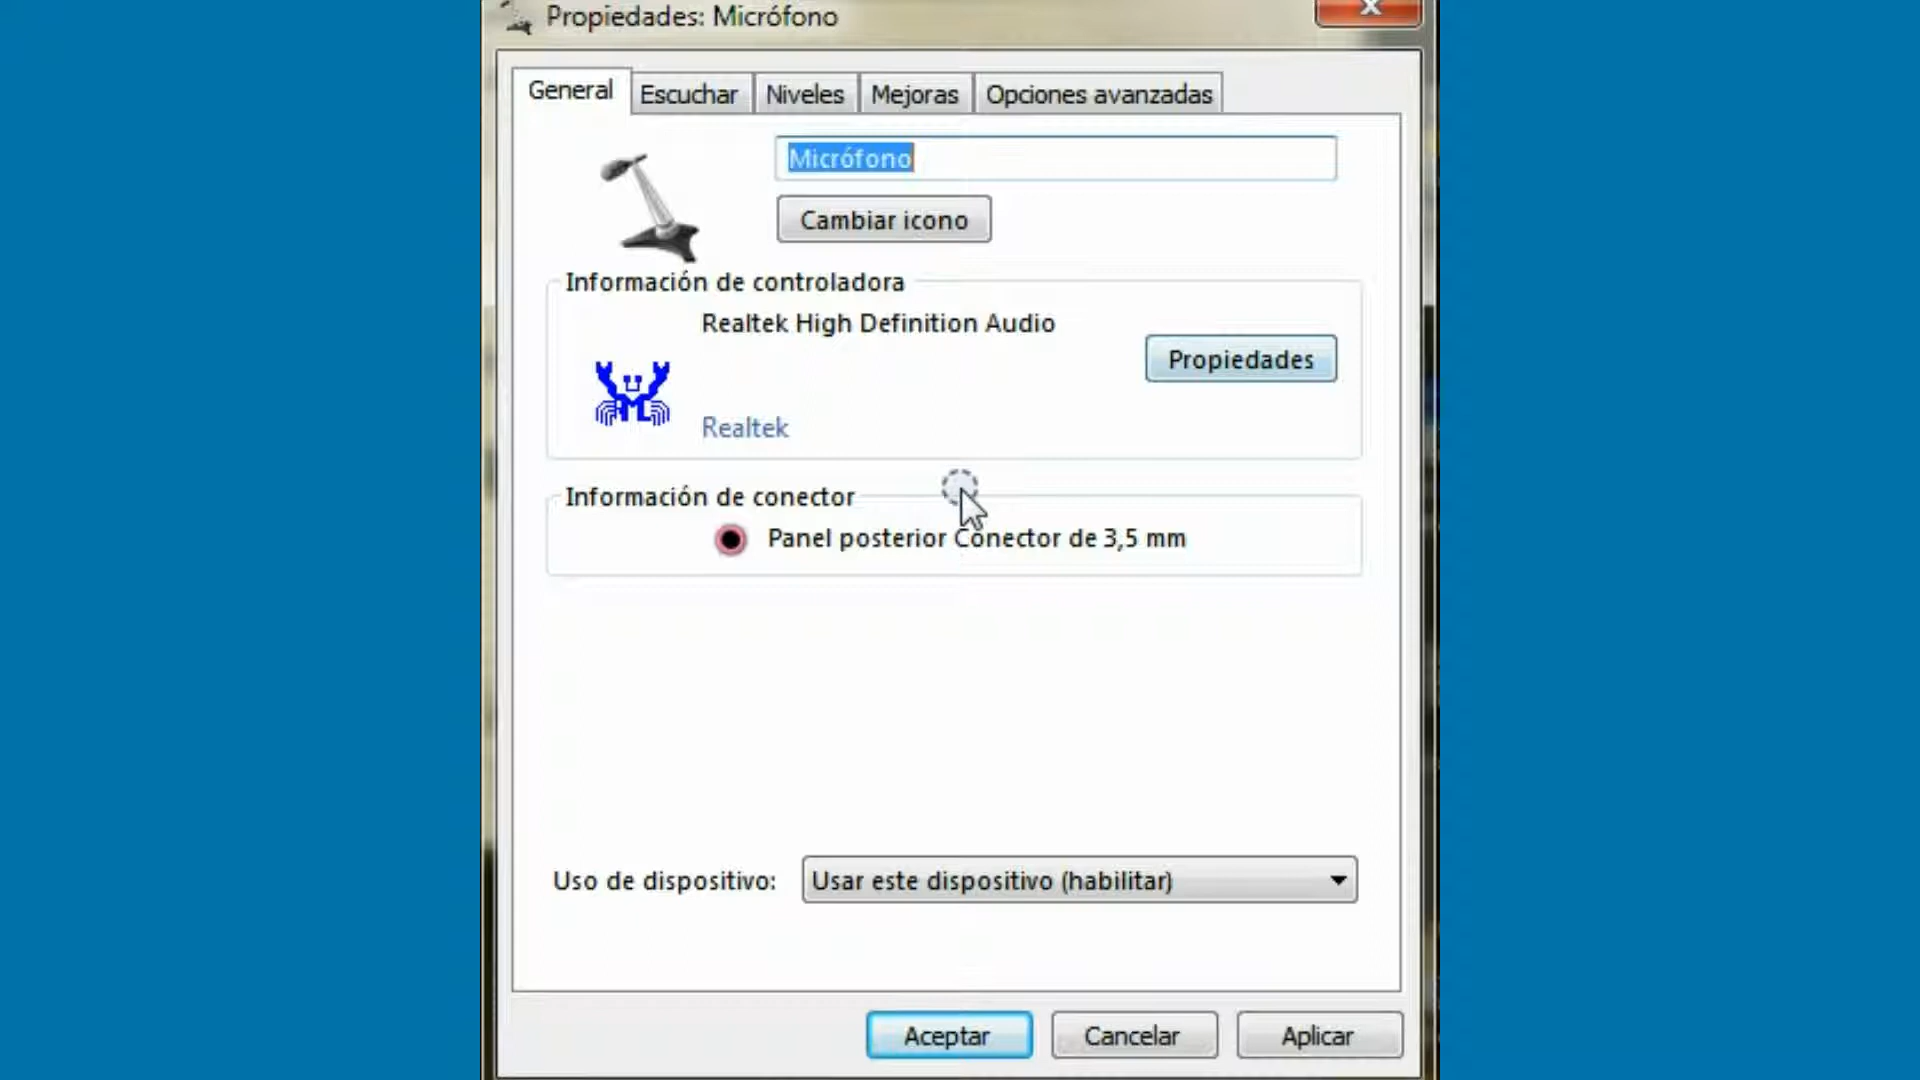 Propiedades: Micrófono
General
Escuchar
Niveles
Mejoras
Opciones avanzadas
Micrófono
Cambiar icono
Información de controladora
Realtek High Definition Audio
Propiedades
Realtek
Información de conector
Panel posterior Conector de 3,5 mm
Uso de dispositivo:
Usar este dispositivo (habilitar)
Aceptar
Cancelar
Aplicar